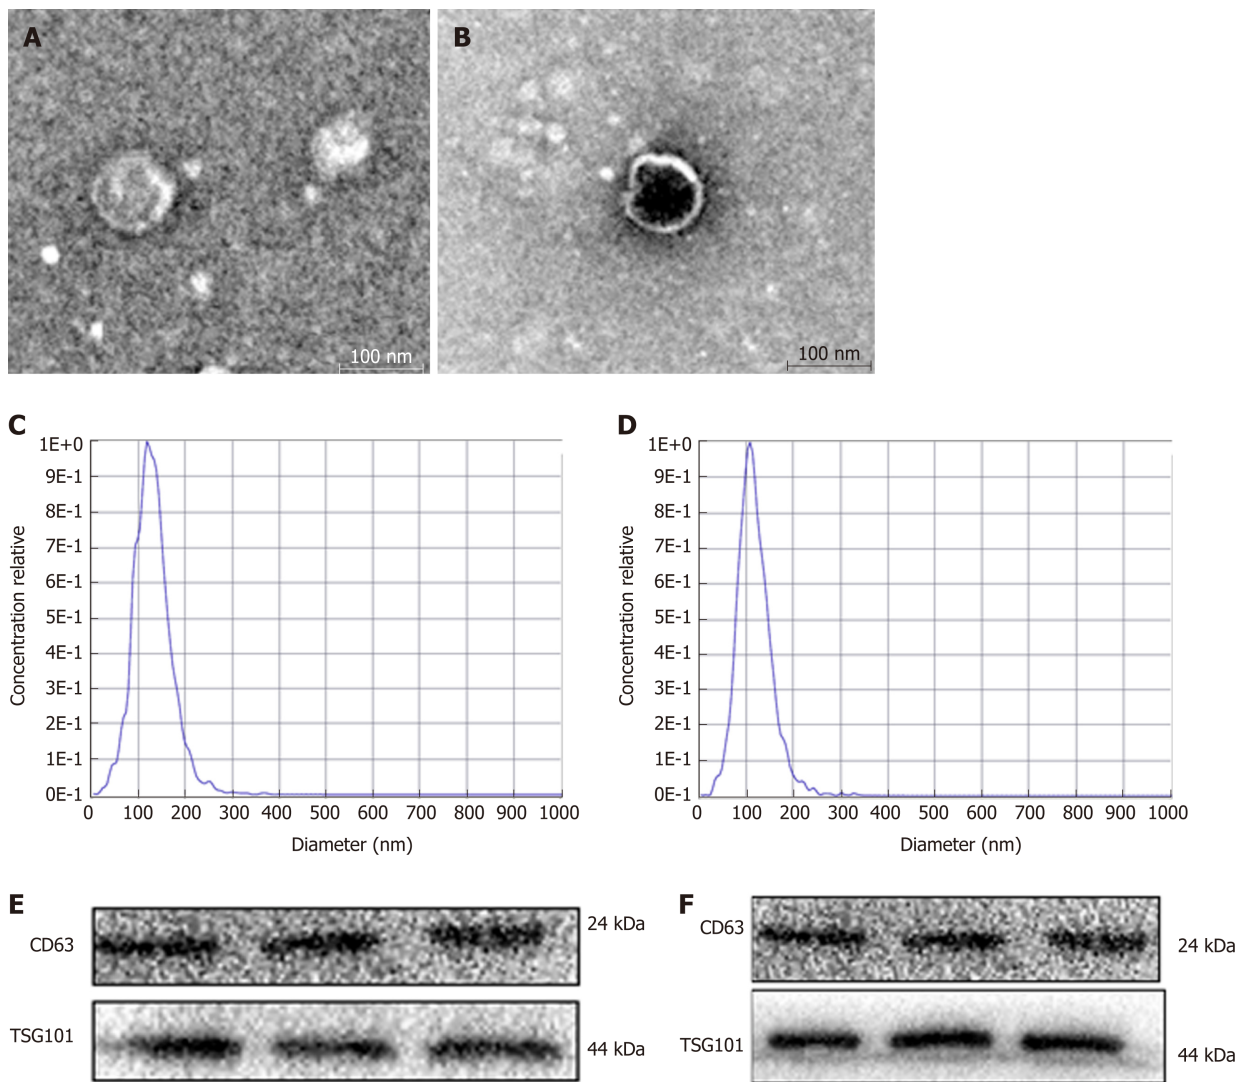 A
B
100 nm
100 nm
C
Concentration relative
1E+0
9E-1
8E-1
7E-1
6E-1
5E-1
4E-1
3E-1
2E-1
1E-1
0E-1
0 100 200 300 400 500 600 700 800 900 1000
Diameter (nm)
D
Concentration relative
1E+0
9E-1
8E-1
7E-1
6E-1
5E-1
4E-1
3E-1
2E-1
1E-1
0E-1
0 100 200 300 400 500 600 700 800 900 1000
Diameter (nm)
E
CD63
24 kDa
TSG101
44 kDa
F
CD63
24 kDa
TSG101
44 kDa